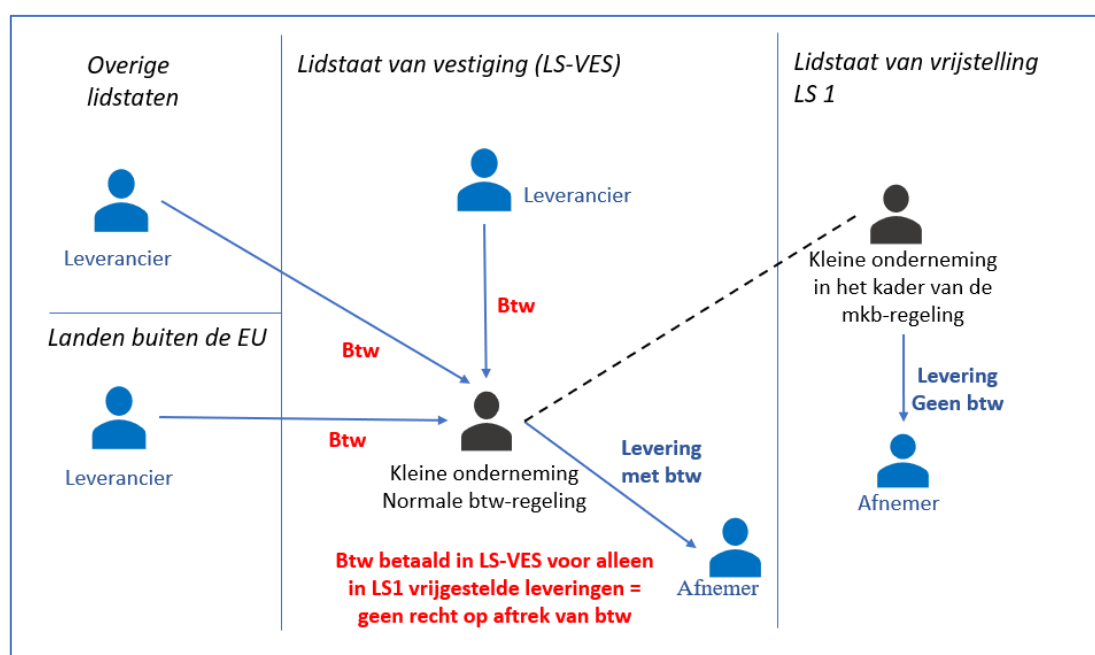 Overige
lidstaten
Leverancier
Landen buiten de EU
Leverancier
Lidstaat van vestiging (LS-VES)
Leverancier
Btw
Btw
Btw
Kleine onderneming
Normale btw-regeling
Levering
met btw
Btw betaald in LS-VES voor alleen
in LS1 vrijgestelde leveringen =
geen recht op aftrek van btw
Afnemer
Lidstaat van vrijstelling
LS 1
Kleine onderneming
in het kader van de
mkb-regeling
Levering
Geen btw
Afnemer